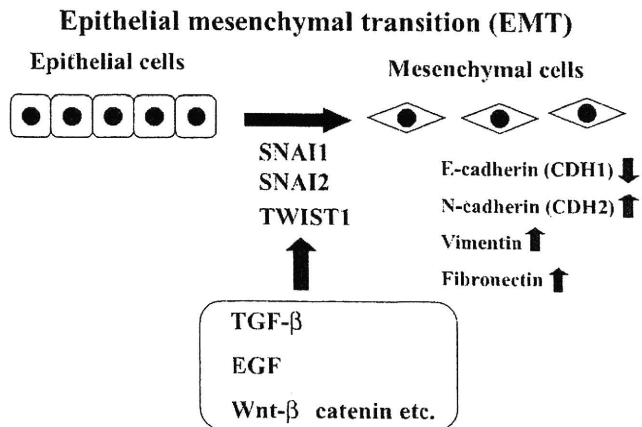 Epithelial mesenchymal transition (EMT)
Epithelial cells
Mesenchymal cells
SNAI1
SNAI2
TWIST1
E-cadherin (CDH1)
N-cadherin (CDH2)
Vimentin
Fibronectin
TGF-β
EGF
Wnt-β catenin etc.